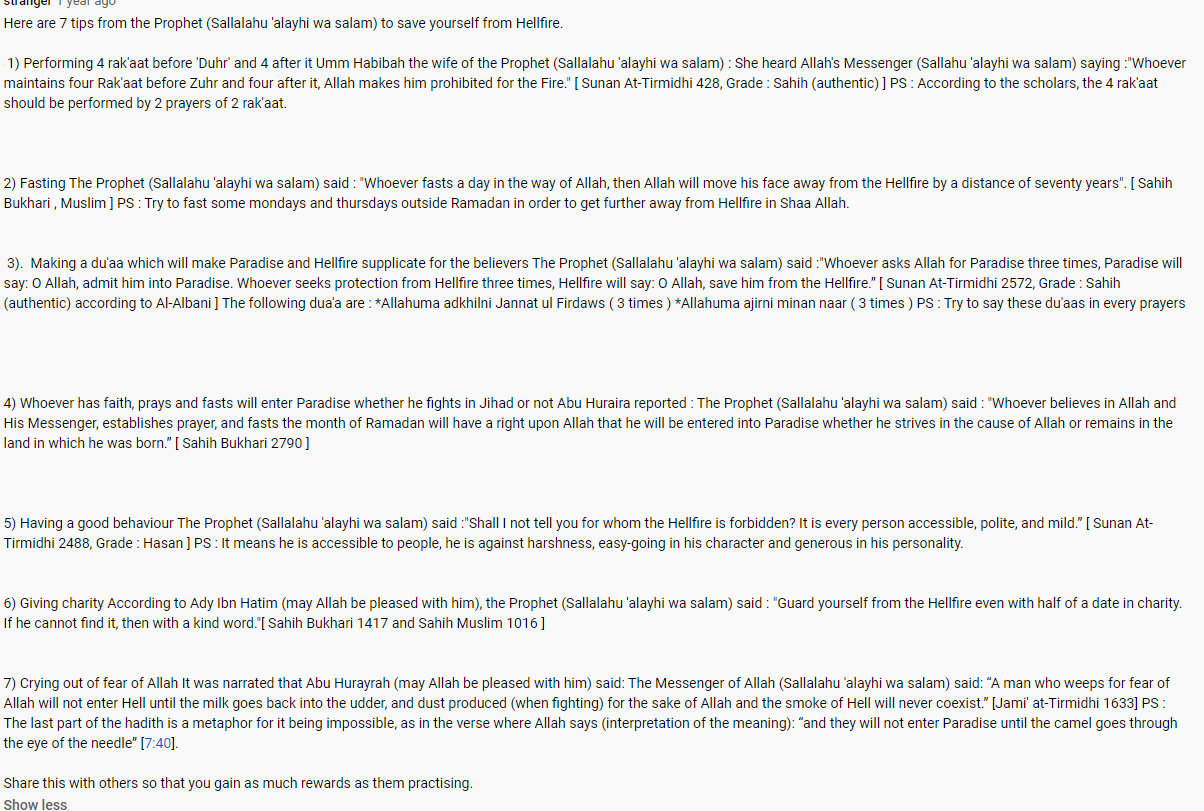 stranger 1 year ago
Here are 7 tips from the Prophet (Sallalahu 'alayhi wa salam) to save yourself from Hellfire.
1) Performing 4 rak'aat before 'Duhr' and 4 after it Umm Habibah the wife of the Prophet (Sallalahu 'alayhi wa salam) : She heard Allah's Messenger (Sallahu 'alayhi wa salam) saying :"Whoever
maintains four Rak'aat before Zuhr and four after it, Allah makes him prohibited for the Fire." [ Sunan At-Tirmidhi 428, Grade : Sahih (authentic) ] PS : According to the scholars, the 4 rak'aat
should be performed by 2 prayers of 2 rak'aat.
2) Fasting The Prophet (Sallalahu 'alayhi wa salam) said : "Whoever fasts a day in the way of Allah, then Allah will move his face away from the Hellfire by a distance of seventy years". [ Sahih
Bukhari , Muslim ] PS : Try to fast some mondays and thursdays outside Ramadan in order to get further away from Hellfire in Shaa Allah.
3). Making a du'aa which will make Paradise and Hellfire supplicate for the believers The Prophet (Sallalahu 'alayhi wa salam) said :"Whoever asks Allah for Paradise three times, Paradise will
say: O Allah, admit him into Paradise. Whoever seeks protection from Hellfire three times, Hellfire will say: O Allah, save him from the Hellfire.” [ Sunan At-Tirmidhi 2572, Grade : Sahih
(authentic) according to Al-Albani ] The following dua'a are : *Allahuma adkhilni Jannat ul Firdaws ( 3 times ) *Allahuma ajirni minan naar ( 3 times ) PS : Try to say these du'aas in every prayers
4) Whoever has faith, prays and fasts will enter Paradise whether he fights in Jihad or not Abu Huraira reported : The Prophet (Sallalahu 'alayhi wa salam) said : "Whoever believes in Allah and
His Messenger, establishes prayer, and fasts the month of Ramadan will have a right upon Allah that he will be entered into Paradise whether he strives in the cause of Allah or remains in the
land in which he was born.” [ Sahih Bukhari 2790 ]
5) Having a good behaviour The Prophet (Sallalahu 'alayhi wa salam) said :"Shall I not tell you for whom the Hellfire is forbidden? It is every person accessible, polite, and mild.” [ Sunan At-
Tirmidhi 2488, Grade : Hasan ] PS : It means he is accessible to people, he is against harshness, easy-going in his character and generous in his personality.
6) Giving charity According to Ady Ibn Hatim (may Allah be pleased with him), the Prophet (Sallalahu 'alayhi wa salam) said : "Guard yourself from the Hellfire even with half of a date in charity.
If he cannot find it, then with a kind word."[ Sahih Bukhari 1417 and Sahih Muslim 1016 ]
7) Crying out of fear of Allah It was narrated that Abu Hurayrah (may Allah be pleased with him) said: The Messenger of Allah (Sallalahu 'alayhi wa salam) said: “A man who weeps for fear of
Allah will not enter Hell until the milk goes back into the udder, and dust produced (when fighting) for the sake of Allah and the smoke of Hell will never coexist.” [Jami' at-Tirmidhi 1633] PS :
The last part of the hadith is a metaphor for it being impossible, as in the verse where Allah says (interpretation of the meaning): “and they will not enter Paradise until the camel goes through
the eye of the needle” [7:40].
Share this with others so that you gain as much rewards as them practising.
Show less